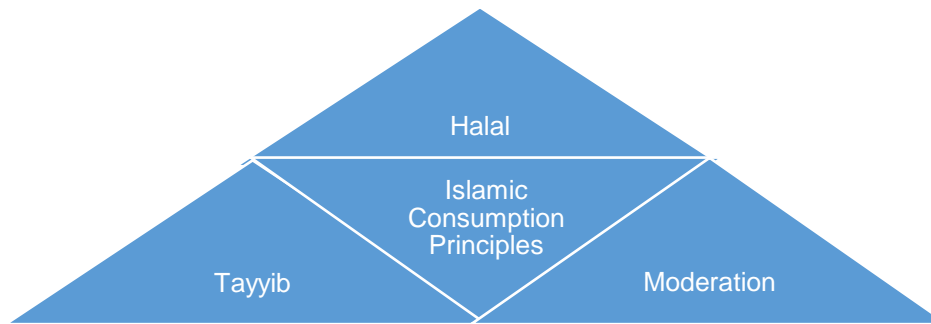 Halal
Islamic
Consumption
Principles
Tayyib
Moderation